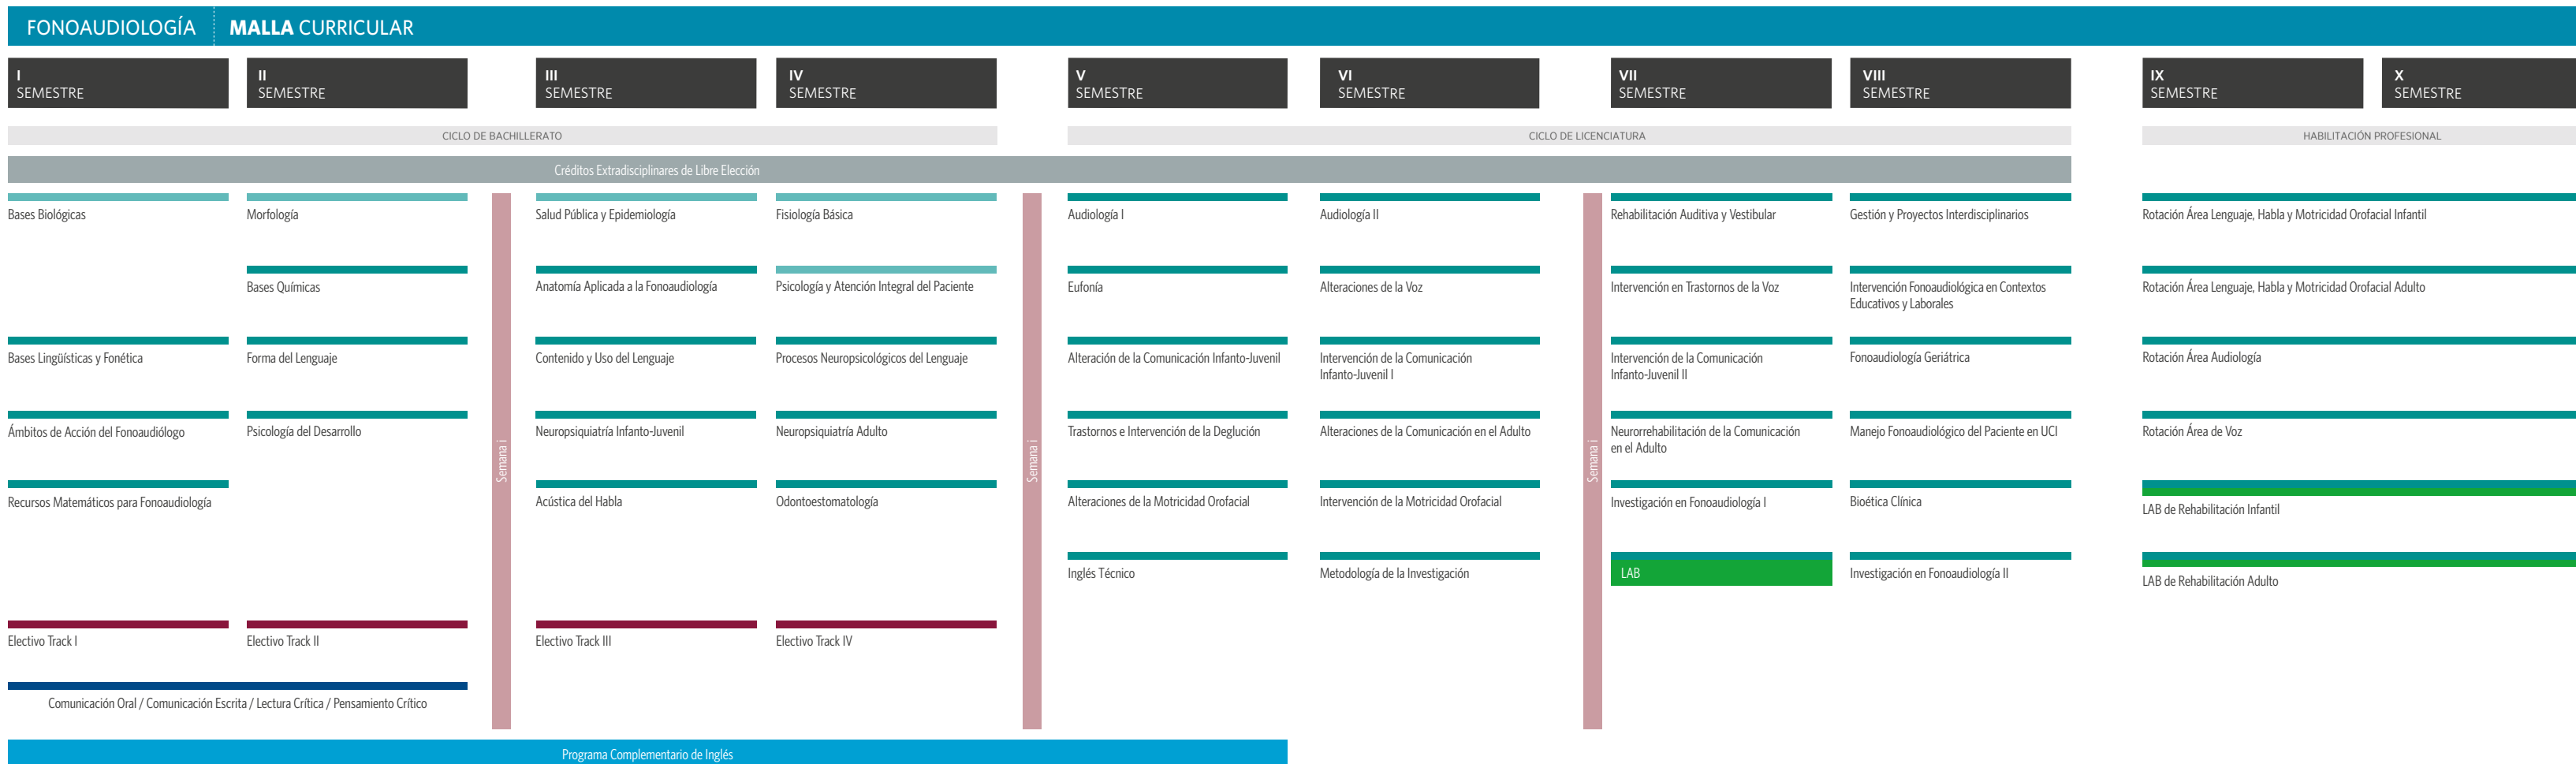 FONOAUDIOLOGÍA MALLA CURRICULAR
I SEMESTRE
II SEMESTRE
III SEMESTRE
IV SEMESTRE
V SEMESTRE
VI SEMESTRE
VII SEMESTRE
VIII SEMESTRE
IX SEMESTRE
X SEMESTRE
CICLO DE BACHILLERATO
CICLO DE LICENCIATURA
HABILITACIÓN PROFESIONAL
Créditos Extradisciplinares de Libre Elección
Bases Biológicas
Morfología
Salud Pública y Epidemiología
Fisiología Básica
Audiología I
Audiología II
Rehabilitación Auditiva y Vestibular
Gestión y Proyectos Interdisciplinarios
Rotación Área Lenguaje, Habla y Motricidad Orofacial Infantil
Bases Químicas
Anatomía Aplicada a la Fonoaudiología
Psicología y Atención Integral del Paciente
Eufonía
Alteraciones de la Voz
Intervención en Trastornos de la Voz
Intervención Fonoaudiológica en Contextos
Educativos y Laborales
Rotación Área Lenguaje, Habla y Motricidad Orofacial Adulto
Bases Lingüísticas y Fonética
Forma del Lenguaje
Contenido y Uso del Lenguaje
Procesos Neuropsicológicos del Lenguaje
Alteración de la Comunicación Infanto-Juvenil
Intervención de la Comunicación
Infanto-Juvenil I
Intervención de la Comunicación
Infanto-Juvenil II
Fonoaudiología Geriátrica
Rotación Área Audiología
Ámbitos de Acción del Fonoaudiólogo
Psicología del Desarrollo
Semana i
Neuropsiquiatría Infanto-Juvenil
Neuropsiquiatría Adulto
Semana i
Trastornos e Intervención de la Deglución
Alteraciones de la Comunicación en el Adulto
Semana i
Neurorrehabilitación de la Comunicación
en el Adulto
Manejo Fonoaudiológico del Paciente en UCI
Rotación Área de Voz
Recursos Matemáticos para Fonoaudiología
Acústica del Habla
Odontoestomatología
Alteraciones de la Motricidad Orofacial
Intervención de la Motricidad Orofacial
Investigación en Fonoaudiología I
Bioética Clínica
LAB de Rehabilitación Infantil
Inglés Técnico
Metodología de la Investigación
LAB
Investigación en Fonoaudiología II
LAB de Rehabilitación Adulto
Electivo Track I
Electivo Track II
Electivo Track III
Electivo Track IV
Comunicación Oral / Comunicación Escrita / Lectura Crítica / Pensamiento Crítico
Programa Complementario de Inglés